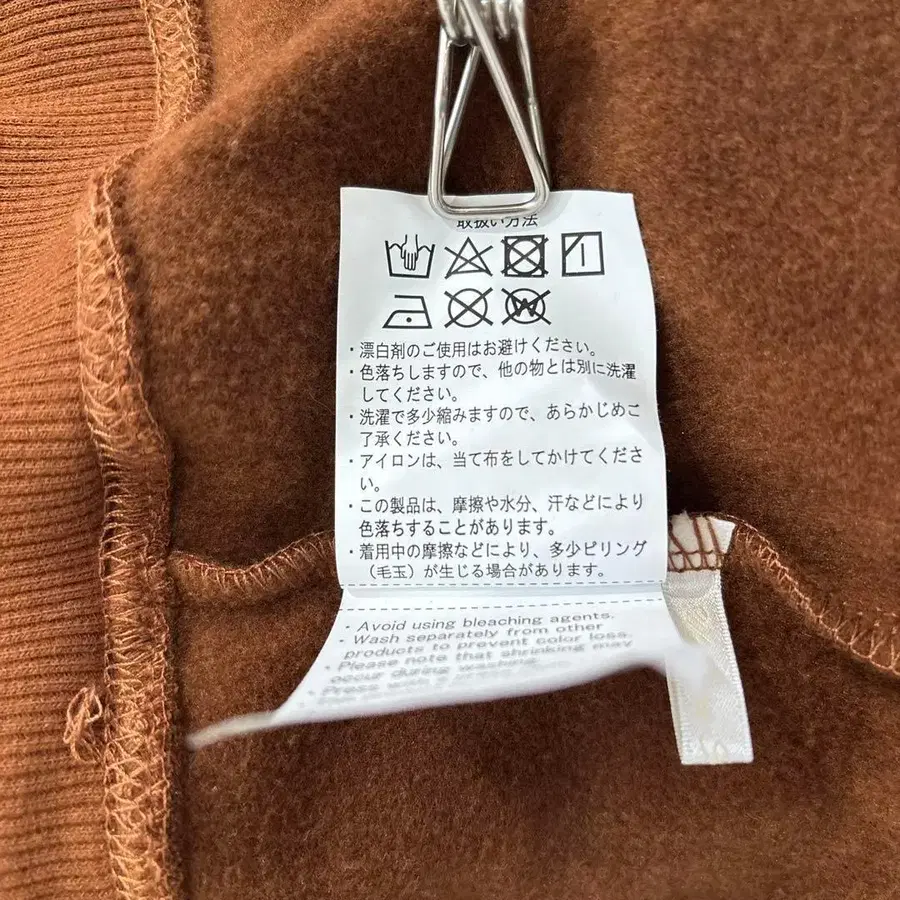 取扱い方法
・漂白剤のご使用はお避けください。
・色落ちしますので、他の物とは別に洗濯
してください。
・洗濯で多少縮みますので、あらかじめご
了承ください。
・アイロンは、当て布をしてかけてくださ
い。
・この製品は、摩擦や水分、汗などにより
色落ちすることがあります。
・着用中の摩擦などにより、多少ピリング
(毛玉)が生じる場合があります。
・Avoid using bleaching agents.
・Wash separately from other
products to prevent color loss.
・Please note that shrinking may
occur during washing.
・Press with a press